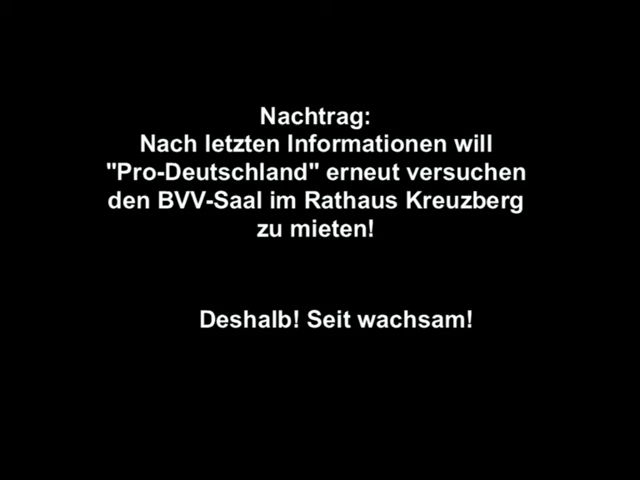 Nachtrag:
Nach letzten Informationen will
"Pro-Deutschland" erneut versuchen
den BVV-Saal im Rathaus Kreuzberg
zu mieten!
Deshalb! Seit wachsam!